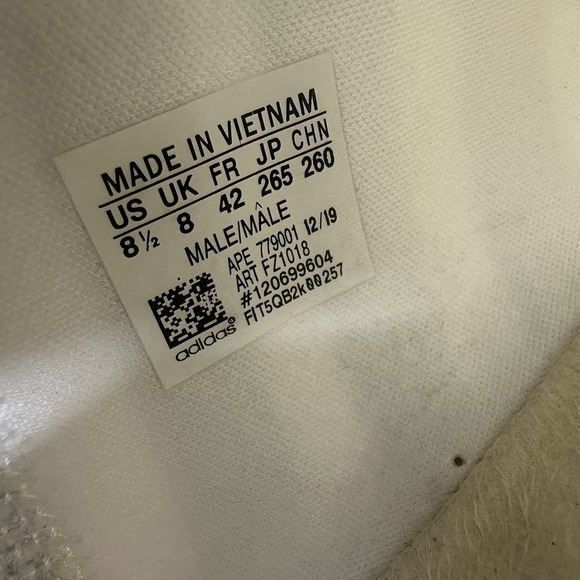 MADE IN VIETNAM
US UK FR JP CHN
8½ 8 42 265 260
MALE/MÂLE
APE 779001 12/19
ART FZ1018
#120699604
FIT5QB2k00257
adidas®